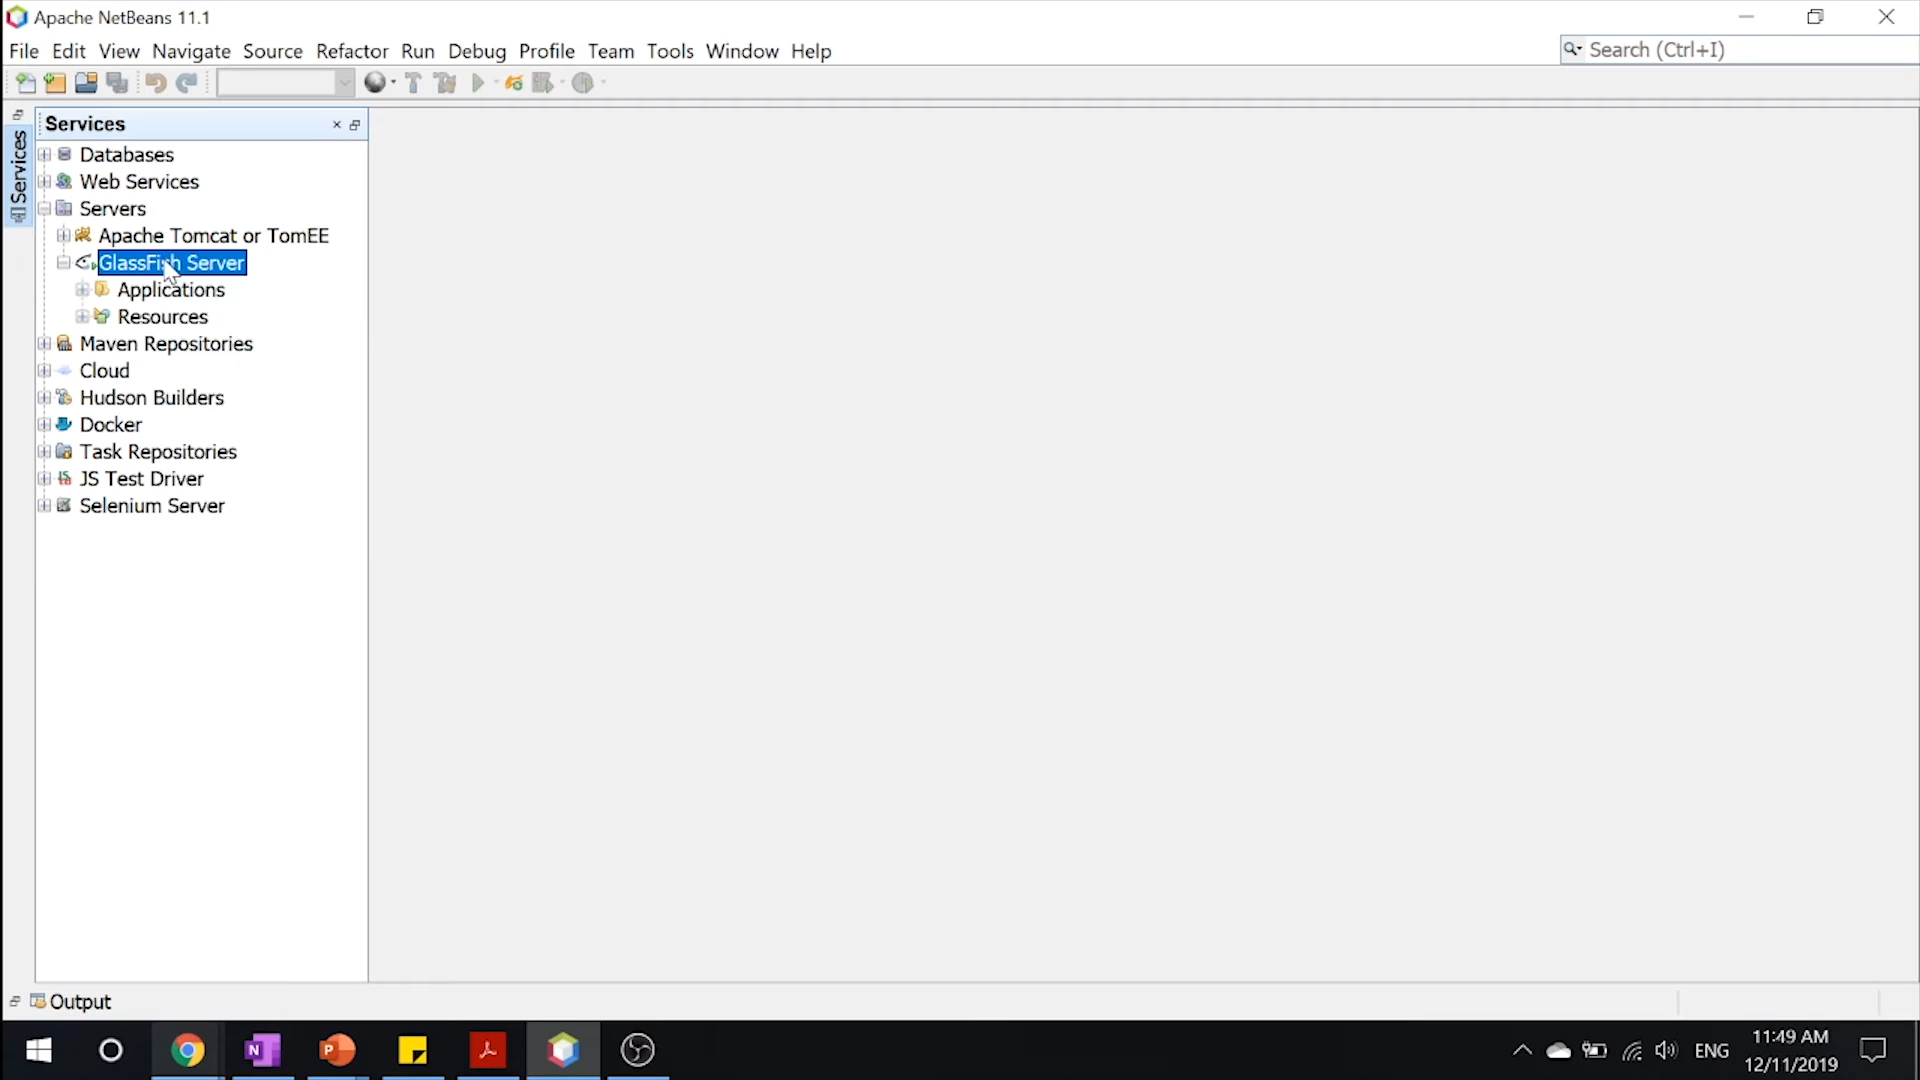 Apache NetBeans 11.1
File Edit View Navigate Source Refactor Run Debug Profile Team Tools Window Help
Search (Ctrl+I)
Services
Services
Databases
Web Services
Servers
Apache Tomcat or TomEE
GlassFish Server
Applications
Resources
Maven Repositories
Cloud
Hudson Builders
Docker
Task Repositories
JS Test Driver
Selenium Server
Output
ENG
11:49 AM
12/11/2019